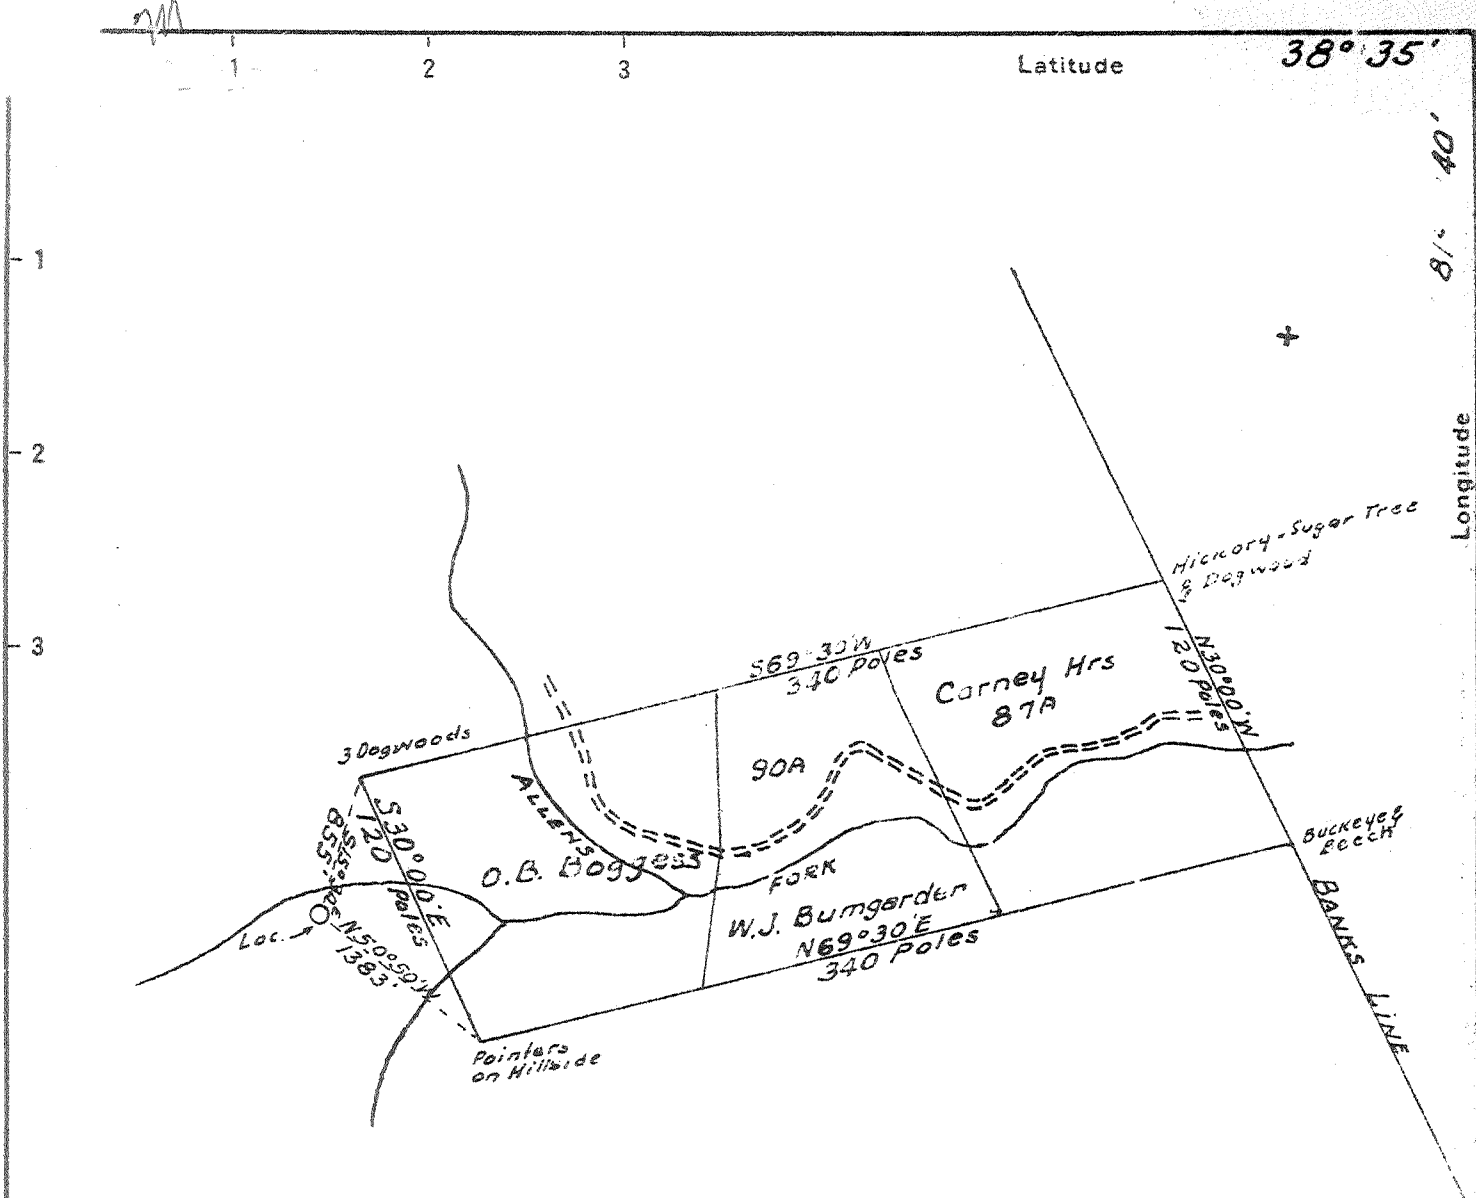 1
2
3
Latitude
38° 35'
81° 40'
Longitude
1
2
3
Hickory - Sugar Tree
& Dogwood
S69°30'W
340 Poles
Carney Hrs
87A
N30°00'W
120 Poles
3 Dogwoods
90A
ALLENS
FORK
S30°00'E
120 Poles
O.B. Boggess
855'
Loc.
N50°50'W
1383'
W.J. Bumgarder
N69°30'E
340 Poles
Buckeye &
Beech
BANKS LINE
Pointers
on Hillside